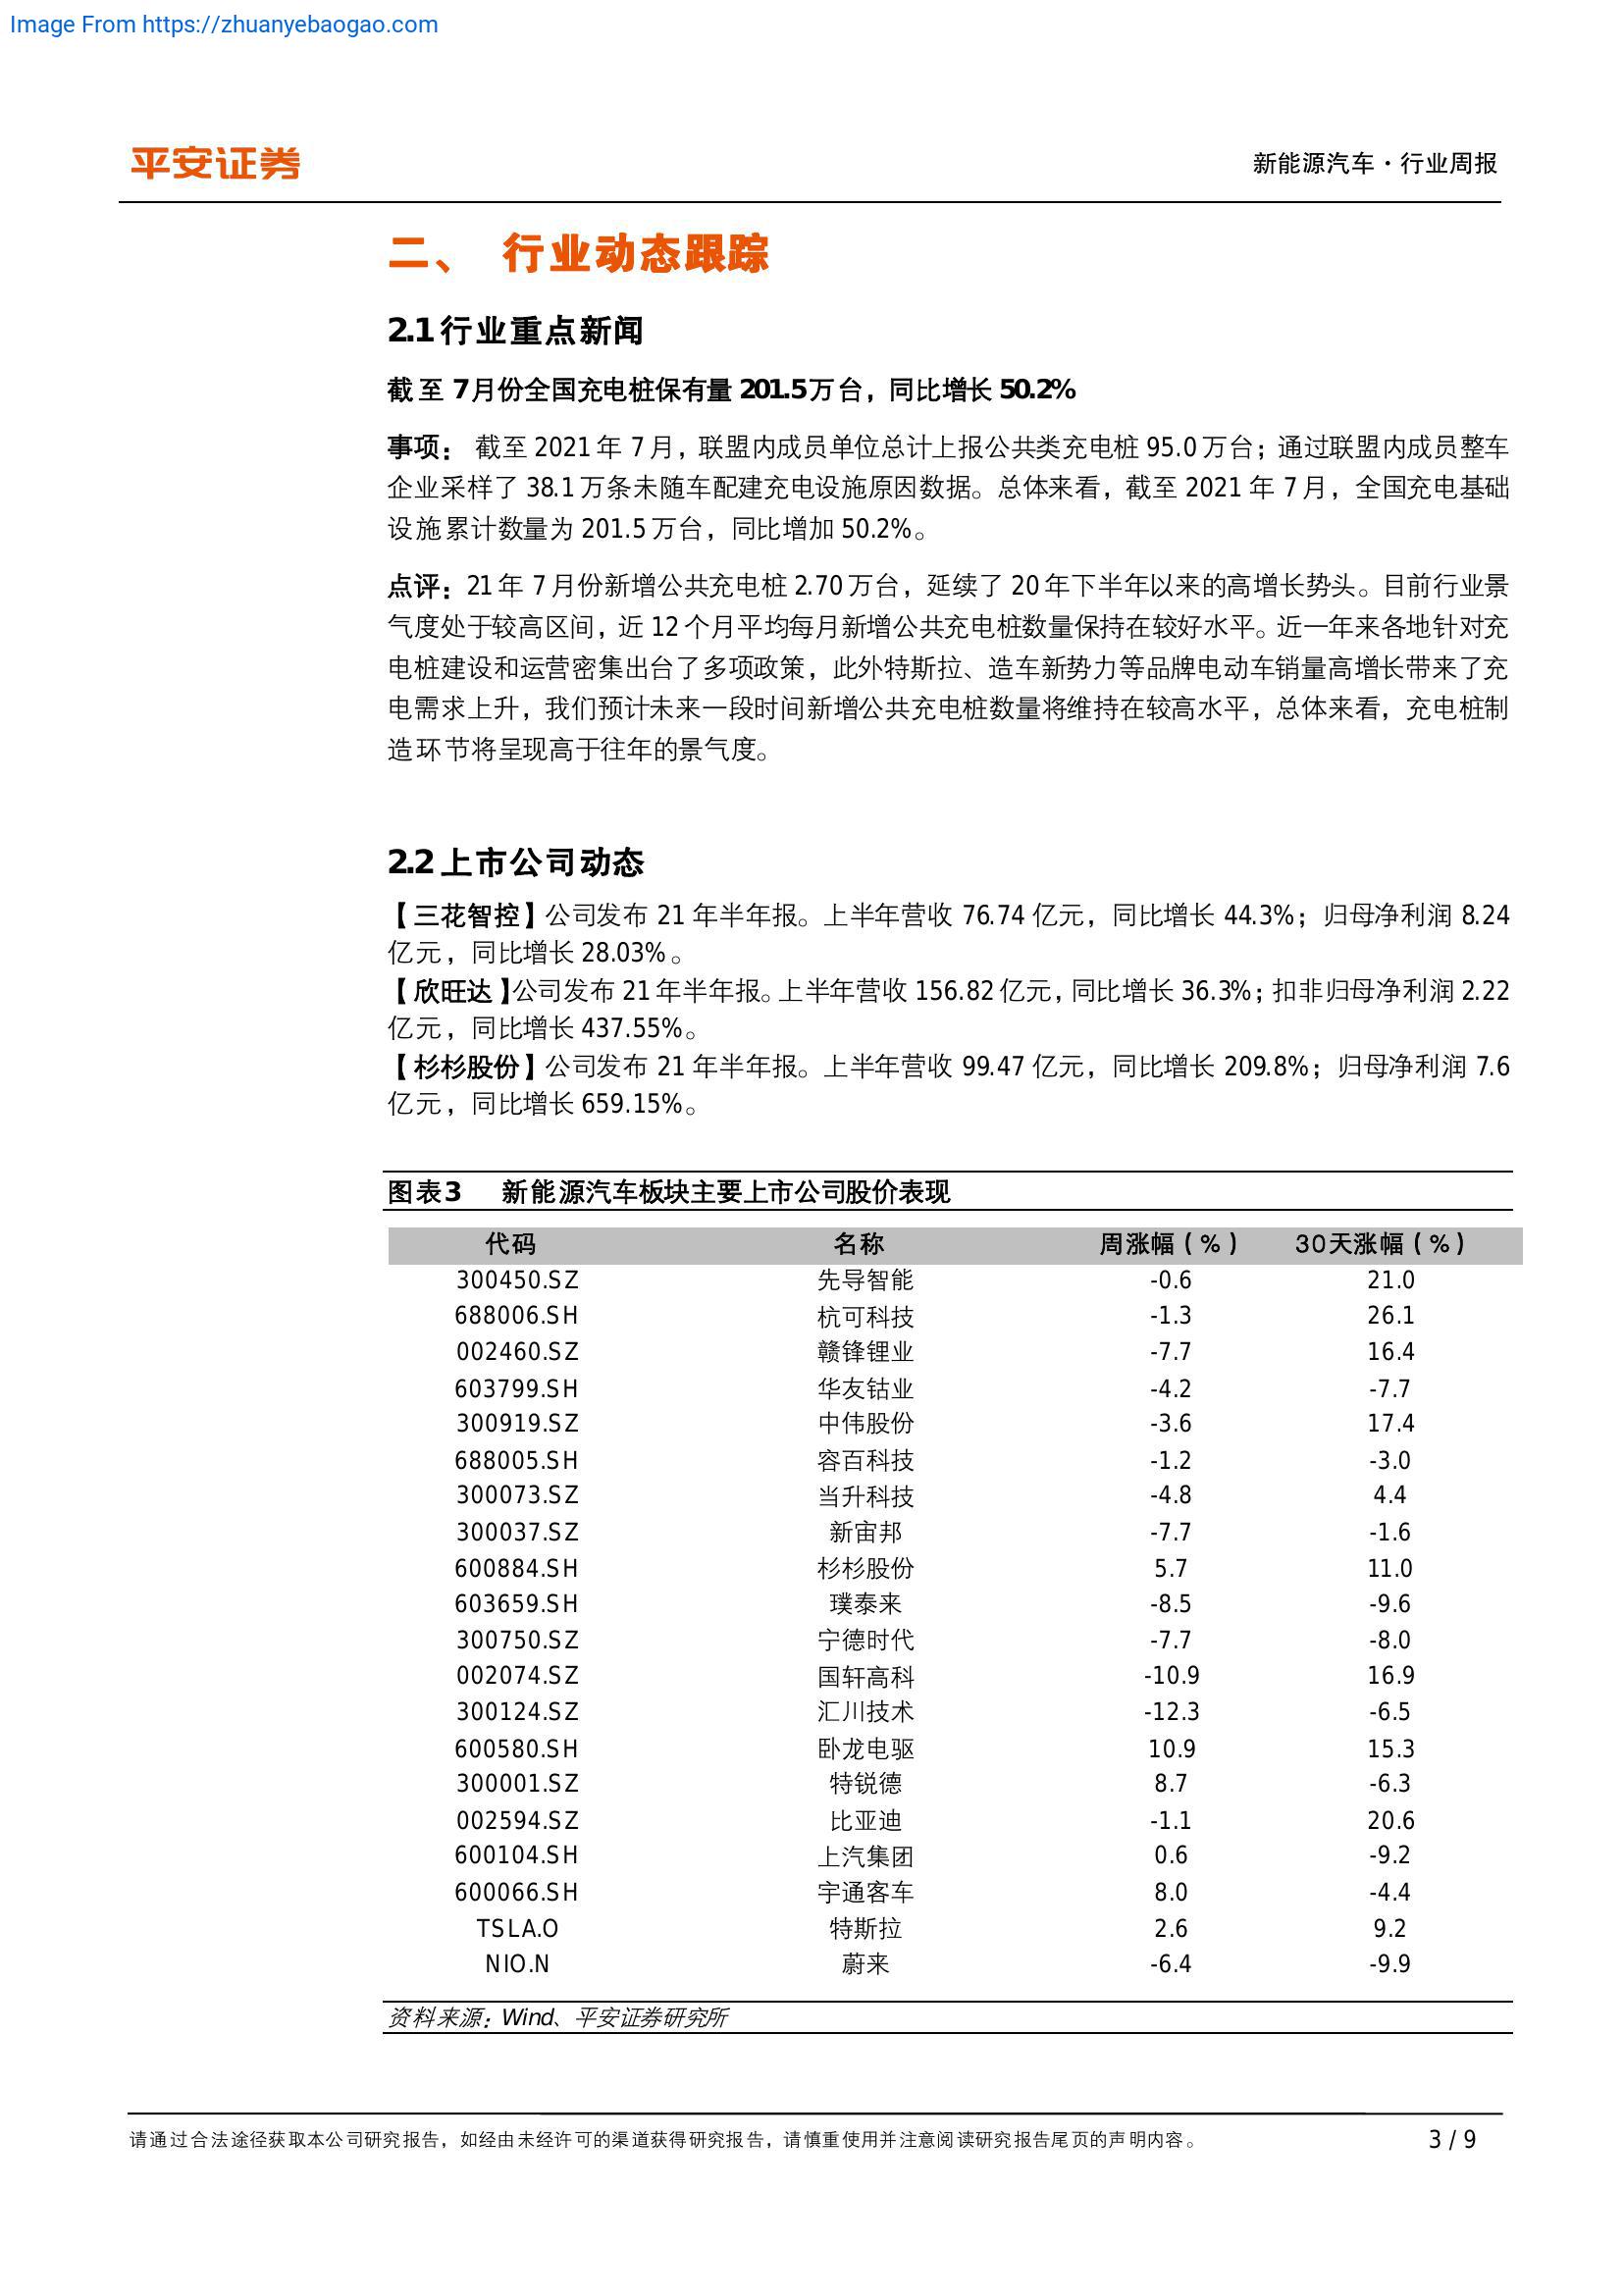 Image From https://zhuanyebaogao.com
平安证券
新能源汽车·行业周报
二、 行业动态跟踪
2.1 行业重点新闻
截至 7月份全国充电桩保有量 201.5万台，同比增长 50.2%
事项： 截至 2021 年 7 月，联盟内成员单位总计上报公共类充电桩 95.0 万台；通过联盟内成员整车
企业采样了 38.1 万条未随车配建充电设施原因数据。总体来看，截至 2021 年 7 月，全国充电基础
设施累计数量为 201.5 万台，同比增加 50.2%。
点评：21 年 7 月份新增公共充电桩 2.70 万台，延续了 20 年下半年以来的高增长势头。目前行业景
气度处于较高区间，近 12 个月平均每月新增公共充电桩数量保持在较好水平。近一年来各地针对充
电桩建设和运营密集出台了多项政策，此外特斯拉、造车新势力等品牌电动车销量高增长带来了充
电需求上升，我们预计未来一段时间新增公共充电桩数量将维持在较高水平，总体来看，充电桩制
造环节将呈现高于往年的景气度。
2.2 上市公司动态
【三花智控】公司发布 21 年半年报。上半年营收 76.74 亿元，同比增长 44.3%；归母净利润 8.24
亿元，同比增长 28.03%。
【欣旺达】公司发布 21 年半年报。上半年营收 156.82 亿元，同比增长 36.3%；扣非归母净利润 2.22
亿元，同比增长 437.55%。
【杉杉股份】公司发布 21 年半年报。上半年营收 99.47 亿元，同比增长 209.8%；归母净利润 7.6
亿元，同比增长 659.15%。
图表3 新能源汽车板块主要上市公司股价表现
代码 名称 周涨幅（%） 30天涨幅（%）
300450.SZ 先导智能 -0.6 21.0
688006.SH 杭可科技 -1.3 26.1
002460.SZ 赣锋锂业 -7.7 16.4
603799.SH 华友钴业 -4.2 -7.7
300919.SZ 中伟股份 -3.6 17.4
688005.SH 容百科技 -1.2 -3.0
300073.SZ 当升科技 -4.8 4.4
300037.SZ 新宙邦 -7.7 -1.6
600884.SH 杉杉股份 5.7 11.0
603659.SH 璞泰来 -8.5 -9.6
300750.SZ 宁德时代 -7.7 -8.0
002074.SZ 国轩高科 -10.9 16.9
300124.SZ 汇川技术 -12.3 -6.5
600580.SH 卧龙电驱 10.9 15.3
300001.SZ 特锐德 8.7 -6.3
002594.SZ 比亚迪 -1.1 20.6
600104.SH 上汽集团 0.6 -9.2
600066.SH 宇通客车 8.0 -4.4
TSLA.O 特斯拉 2.6 9.2
NIO.N 蔚来 -6.4 -9.9
资料来源：Wind、平安证券研究所
请通过合法途径获取本公司研究报告，如经由未经许可的渠道获得研究报告，请慎重使用并注意阅读研究报告尾页的声明内容。
3 / 9